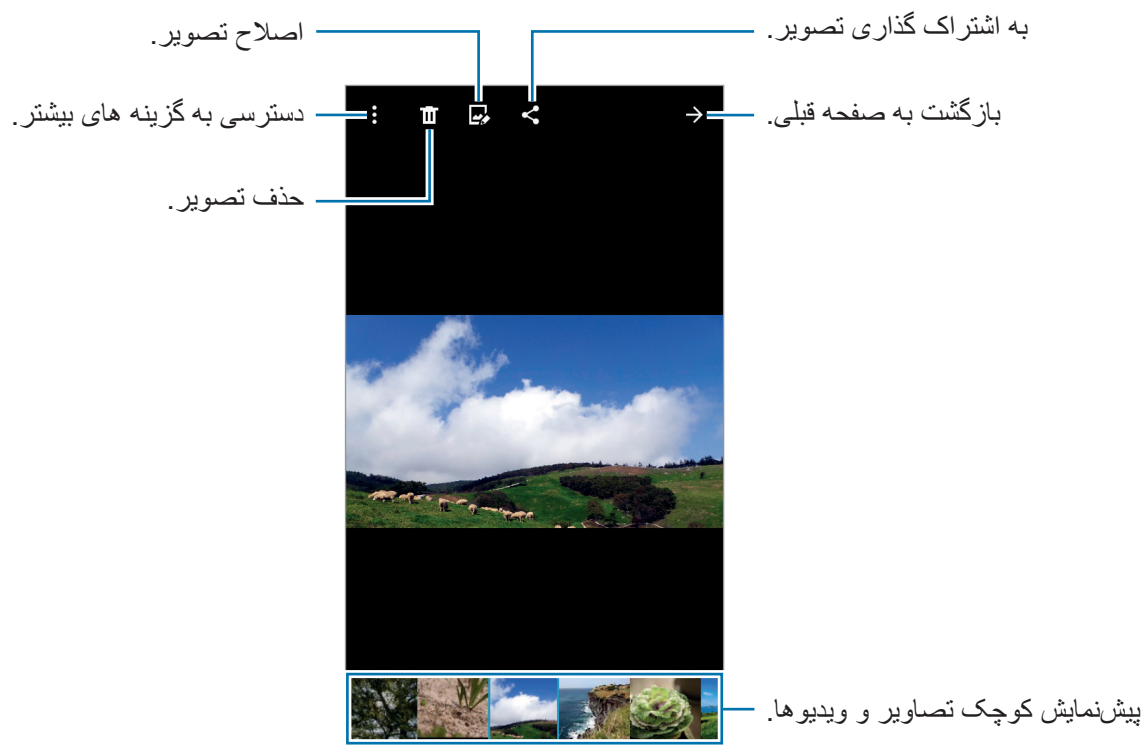 به اشتراک گذاری تصویر.
اصلاح تصویر.
بازگشت به صفحه قبلی.
دسترسی به گزینه های بیشتر.
حذف تصویر.
پیش‌نمایش کوچک تصاویر و ویدیوها.